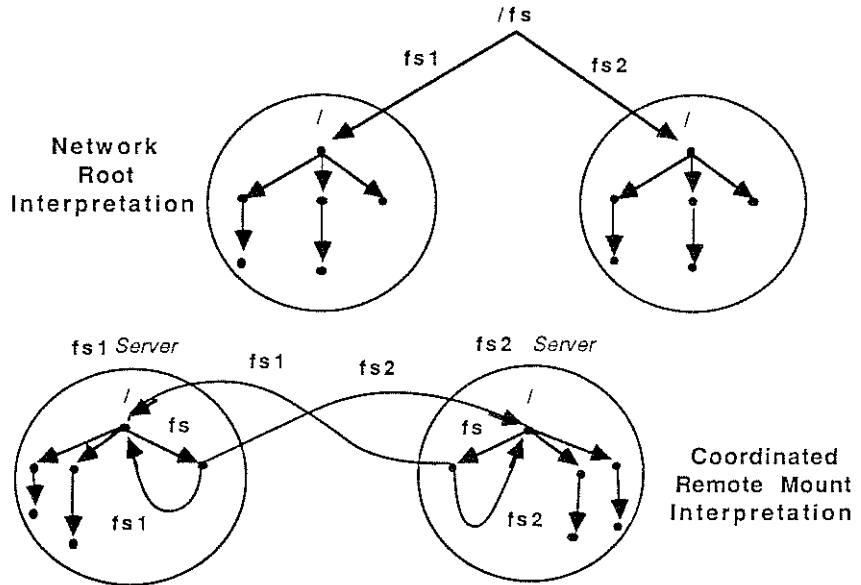 /fs
fs1
fs2
/
/
Network
Root
Interpretation
fs1 Server
fs1
fs2
fs2 Server
/
/
fs
fs
fs1
fs2
Coordinated
Remote Mount
Interpretation